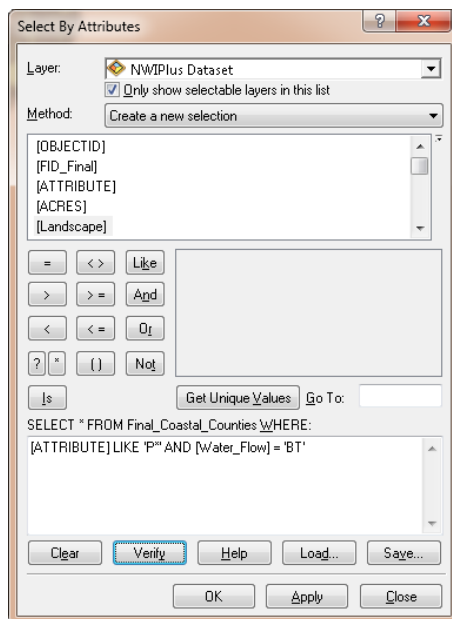 Select By Attributes
Layer: NWIPlus Dataset
Only show selectable layers in this list
Method: Create a new selection
[OBJECTID]
[FID_Final]
[ATTRIBUTE]
[ACRES]
[Landscape]
= <> Like
> >= And
< <= Or
? * () Not
Is Get Unique Values Go To:
SELECT * FROM Final_Coastal_Counties WHERE:
[ATTRIBUTE] LIKE 'P*' AND [Water_Flow] = 'BT'
Clear Verify Help Load... Save...
OK Apply Close